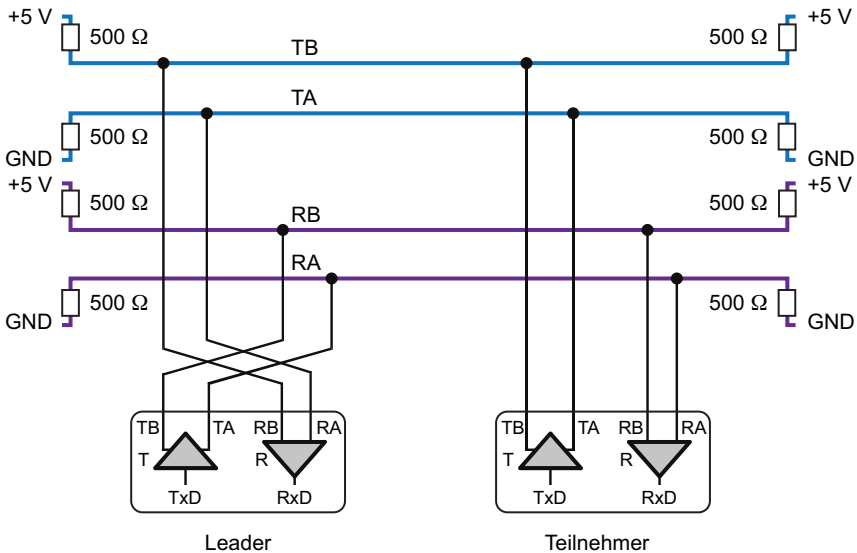 +5 V
500 Ω
TB
500 Ω
+5 V
TA
500 Ω
GND
500 Ω
GND
+5 V
500 Ω
RB
500 Ω
+5 V
RA
500 Ω
GND
500 Ω
GND
TB TA RB RA
T R
TxD RxD
Leader
TB TA RB RA
T R
TxD RxD
Teilnehmer